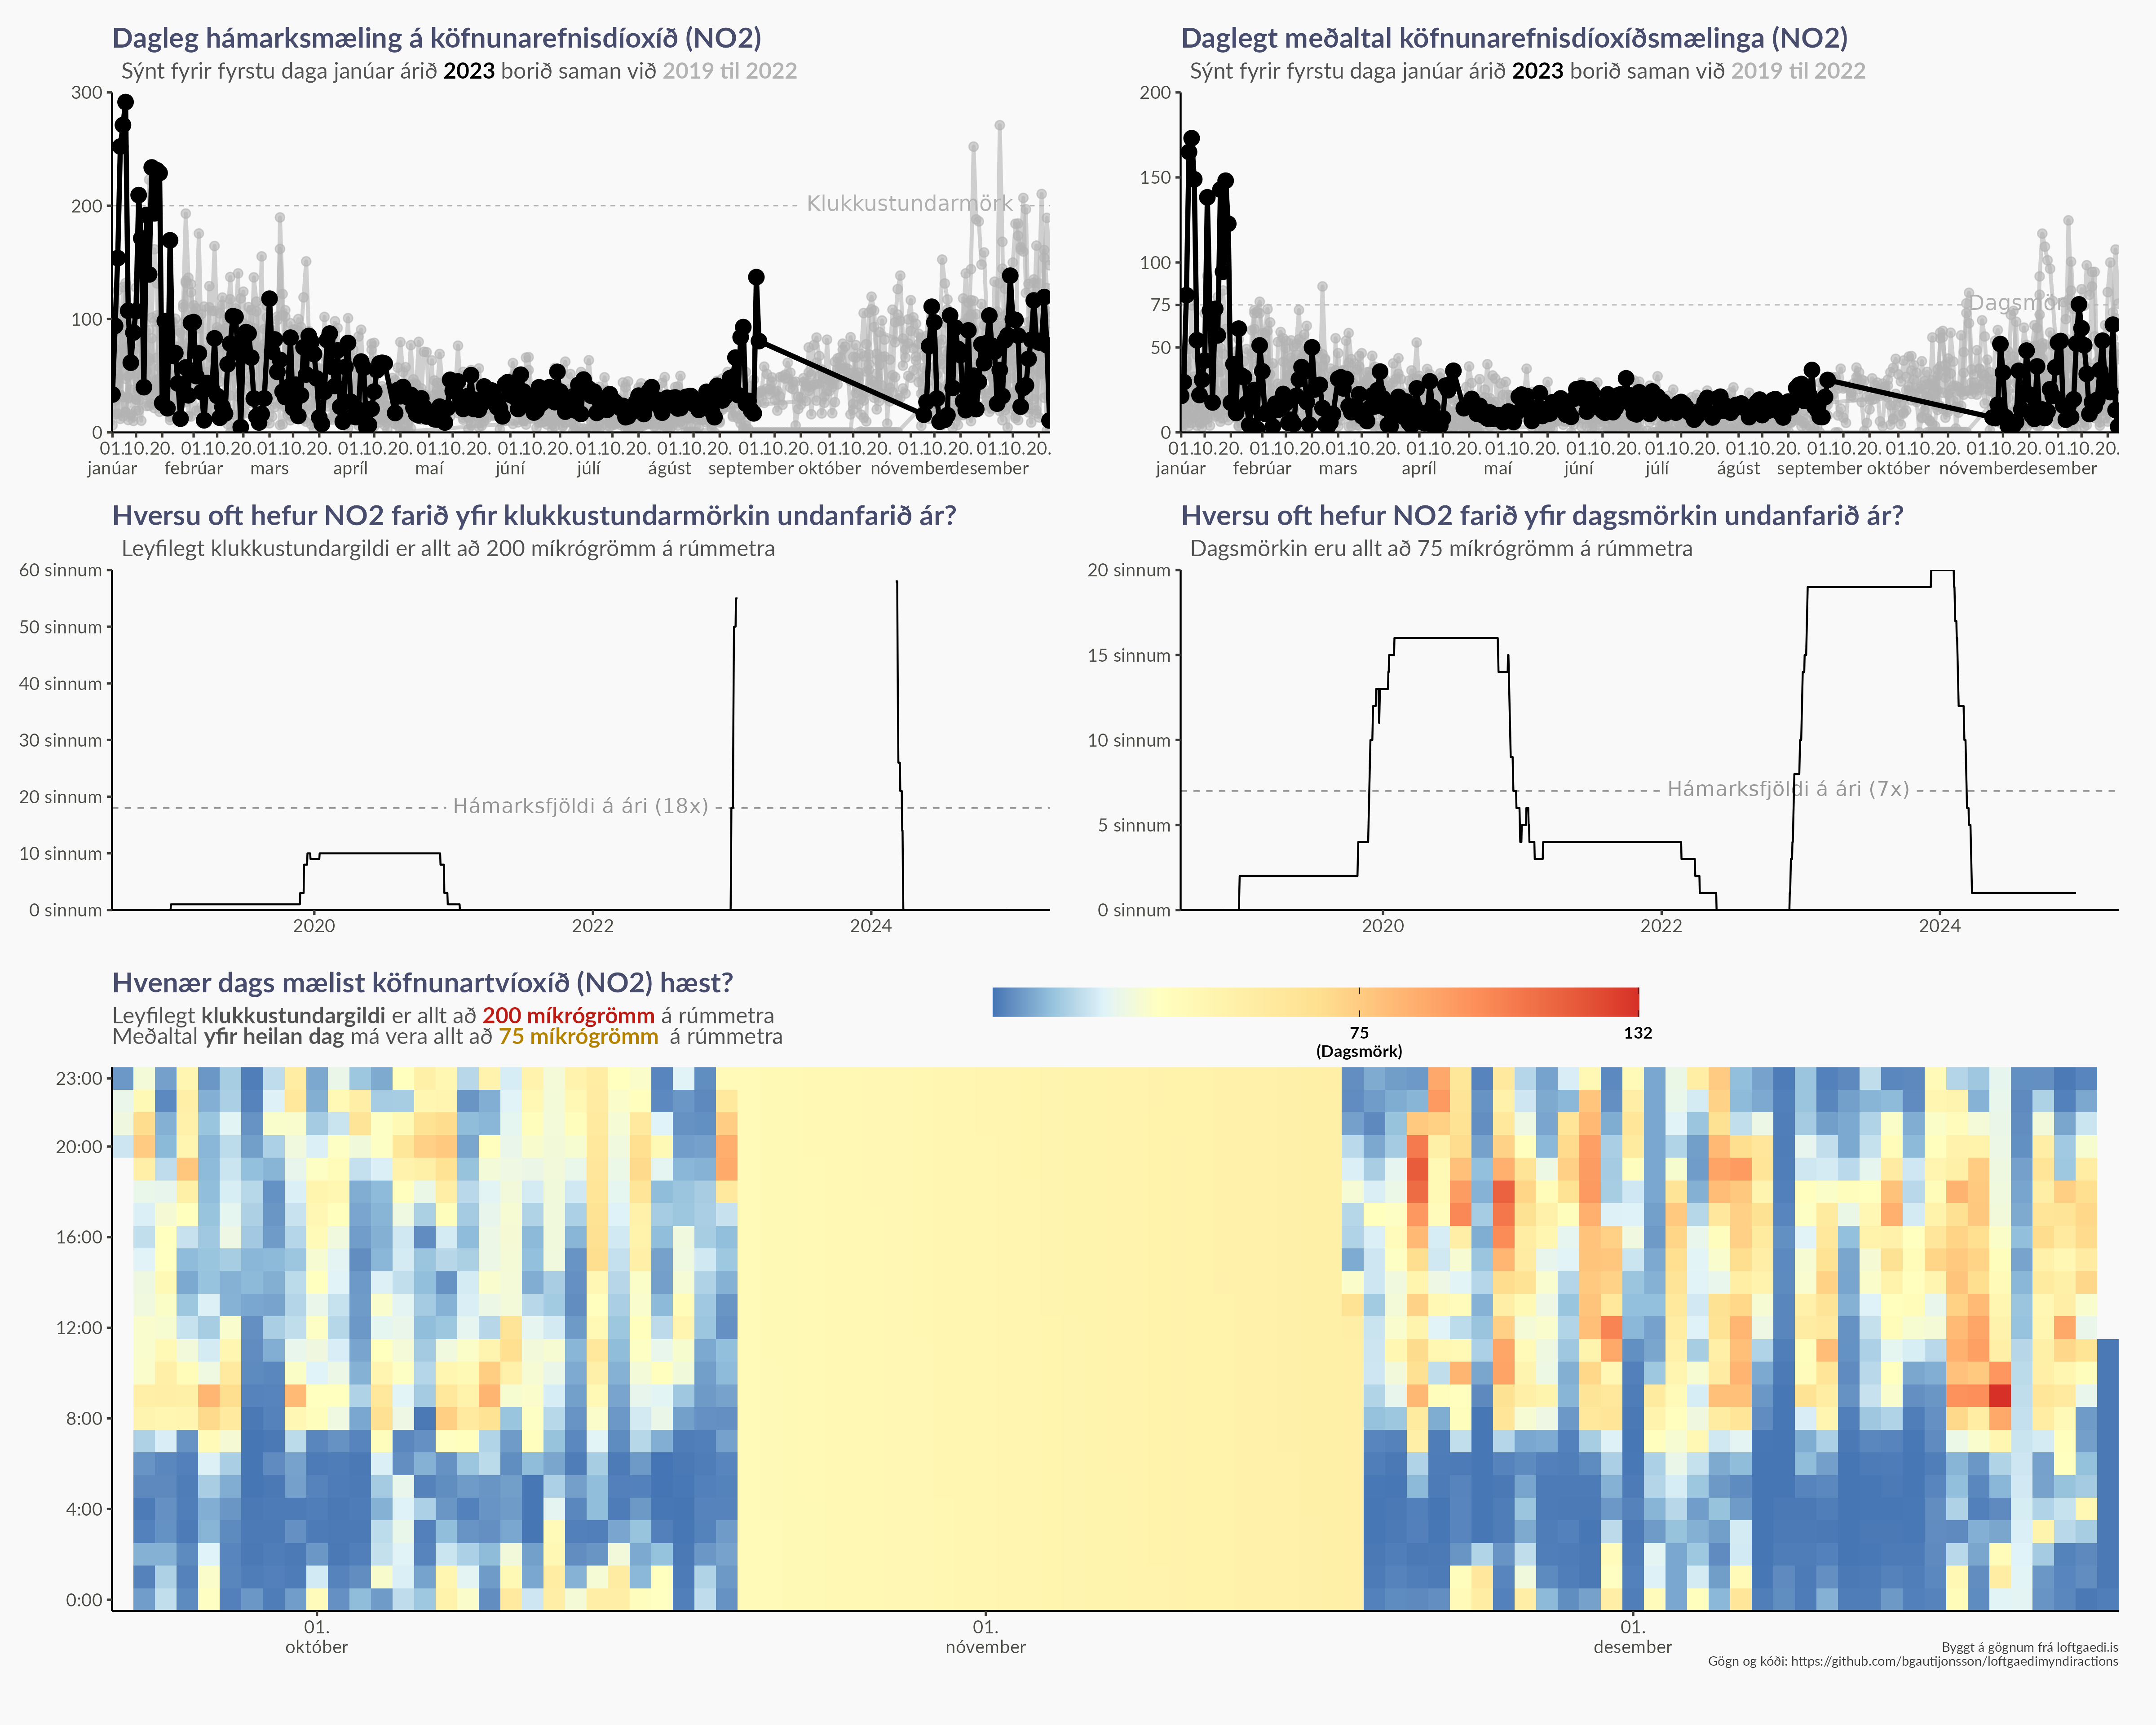 Dagleg hámarksmæling á köfnunarefnisdíoxíð (NO2)
Sýnt fyrir fyrstu daga janúar árið 2023 borið saman við 2019 til 2022
300
200
100
0
Klukkustundarmörk
01.10.20. 01.10.20. 01.10.20. 01.10.20. 01.10.20. 01.10.20. 01.10.20. 01.10.20. 01.10.20. 01.10.20. 01.10.20. 01.10.20.
janúar febrúar mars apríl maí júní júlí ágúst september október nóvember desember
Daglegt meðaltal köfnunarefnisdíoxíðsmælinga (NO2)
Sýnt fyrir fyrstu daga janúar árið 2023 borið saman við 2019 til 2022
200
150
100
75
50
0
01.10.20. 01.10.20. 01.10.20. 01.10.20. 01.10.20. 01.10.20. 01.10.20. 01.10.20. 01.10.20. 01.10.20. 01.10.20. 01.10.20.
janúar febrúar mars apríl maí júní júlí ágúst september október nóvember desember
Hversu oft hefur NO2 farið yfir klukkustundarmörkin undanfarið ár?
Leyfilegt klukkustundargildi er allt að 200 míkrógrömm á rúmmetra
60 sinnum
50 sinnum
40 sinnum
30 sinnum
20 sinnum
10 sinnum
0 sinnum
Hámarksfjöldi á ári (18x)
2020 2022 2024
Hversu oft hefur NO2 farið yfir dagsmörkin undanfarið ár?
Dagsmörkin eru allt að 75 míkrógrömm á rúmmetra
20 sinnum
15 sinnum
10 sinnum
5 sinnum
0 sinnum
Hámarksfjöldi á ári (7x)
2020 2022 2024
Hvenær dags mælist köfnunartvíoxíð (NO2) hæst?
Leyfilegt klukkustundargildi er allt að 200 míkrógrömm á rúmmetra
Meðaltal yfir heilan dag má vera allt að 75 míkrógrömm á rúmmetra
75 132
(Dagsmörk)
23:00
20:00
16:00
12:00
8:00
4:00
0:00
01. 01. 01.
október nóvember desember
Byggt á gögnum frá loftgaedi.is
Gögn og kóði: https://github.com/bgautijonsson/loftgaedimyndiractions